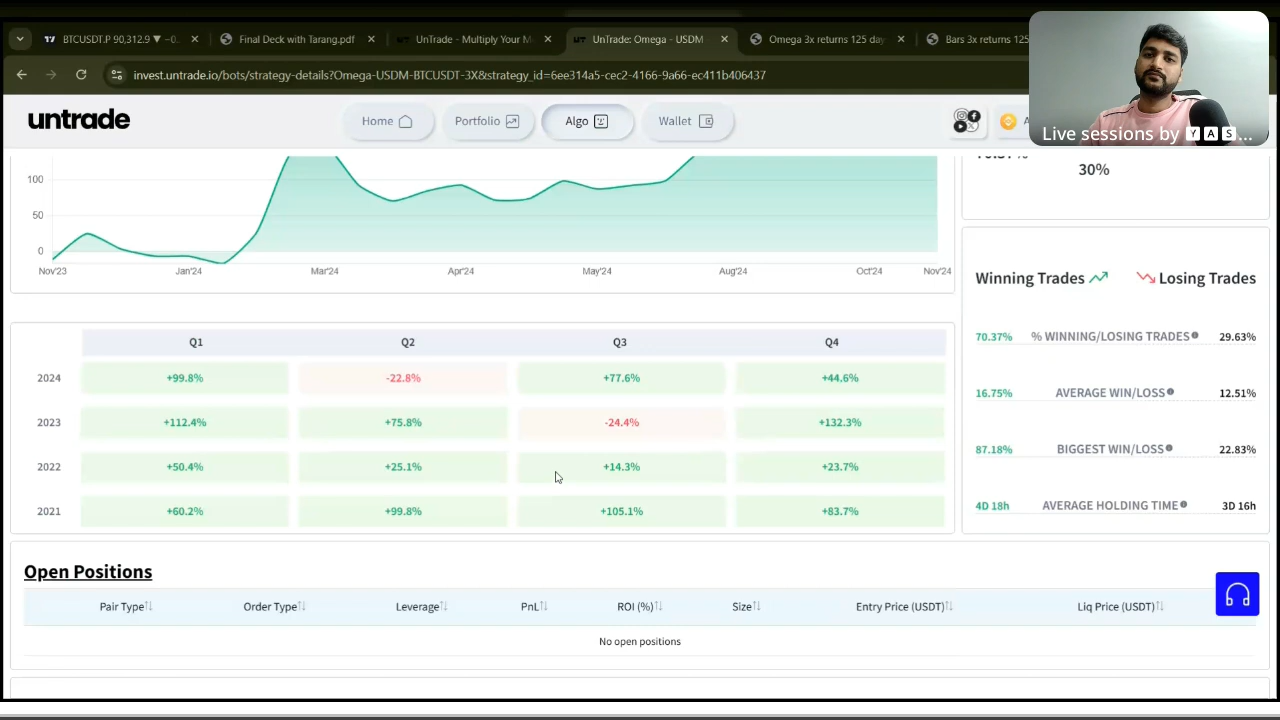 BTCUSDT.P 90,312.9 ▼ −0.
Final Deck with Tarang.pdf
UnTrade: Multiply Your M
UnTrade: Omega - USDM
Omega 3x returns 125 day
Bars 3x returns 125
invest.untrade.io/bots/strategy-details?Omega-USDM-BTCUSDT-3X&strategy_id=6ee314a5-cec2-4166-9a66-ec411b406437
untrade
Home
Portfolio
Algo
Wallet
A
Live sessions by YAS...
30%
100
50
0
Nov'23 Jan'24 Mar'24 Apr'24 May'24 Aug'24 Oct'24 Nov'24
Winning Trades Losing Trades
70.37% % WINNING/LOSING TRADES 29.63%
16.75% AVERAGE WIN/LOSS 12.51%
87.18% BIGGEST WIN/LOSS 22.83%
4D 18h AVERAGE HOLDING TIME 3D 16h
Q1 Q2 Q3 Q4
2024 +99.8% -22.8% +77.6% +44.6%
2023 +112.4% +75.8% -24.4% +132.3%
2022 +50.4% +25.1% +14.3% +23.7%
2021 +60.2% +99.8% +105.1% +83.7%
Open Positions
Pair Type Order Type Leverage PnL ROI (%) Size Entry Price (USDT) Liq Price (USDT)
No open positions